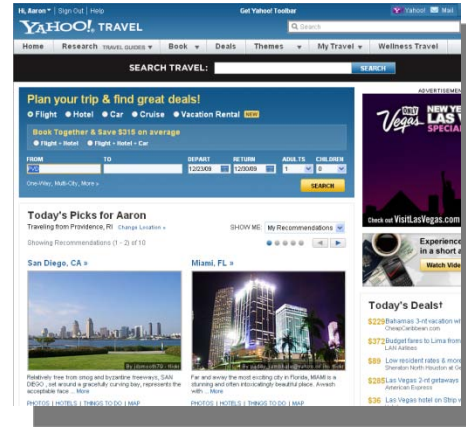 Hi, Aaron | Sign Out | Help
Get Yahoo! Toolbar
Yahoo! Mail
YAHOO! TRAVEL
Search
Home Research TRAVEL GUIDES Book Deals Themes My Travel Wellness Travel
SEARCH TRAVEL: SEARCH
ADVERTISEMEN
Plan your trip & find great deals!
Flight Hotel Car Cruise Vacation Rental NEW
Book Together & Save $315 on average
Flight + Hotel Flight + Hotel + Car
FROM TO DEPART RETURN ADULTS CHILDREN
PVD 12/23/09 12/30/09 1 0
One-Way, Multi-City, More »
SEARCH
ONLY Vegas
NEW YE
LAS V
SPECIA
Check out VisitLasVegas.com
Today's Picks for Aaron
Traveling from Providence, RI Change Location »
SHOW ME: My Recommendations
Showing Recommendations (1 - 2) of 10
Experience
in a short a
Watch Vide
San Diego, CA »
Miami, FL »
Relatively free from smog and byzantine freeways, SAN
DIEGO , set around a gracefully curving bay, represents the
acceptable face ... More
PHOTOS | HOTELS | THINGS TO DO | MAP
Far and away the most exciting city in Florida, MIAMI is a
stunning and often intoxicatingly beautiful place. Awash
with ... More
PHOTOS | HOTELS | THINGS TO DO | MAP
Today's Deals†
$229 Bahamas 3-nt vacation wi
CheapCaribbean.com
$372 Budget fares to Lima from
LAN Airlines
$89 Low resident rates & more
Sheraton North Houston at Ge
$285 Las Vegas 2-nt getaways
American Express
$36 Las Vegas hotel on Strip w